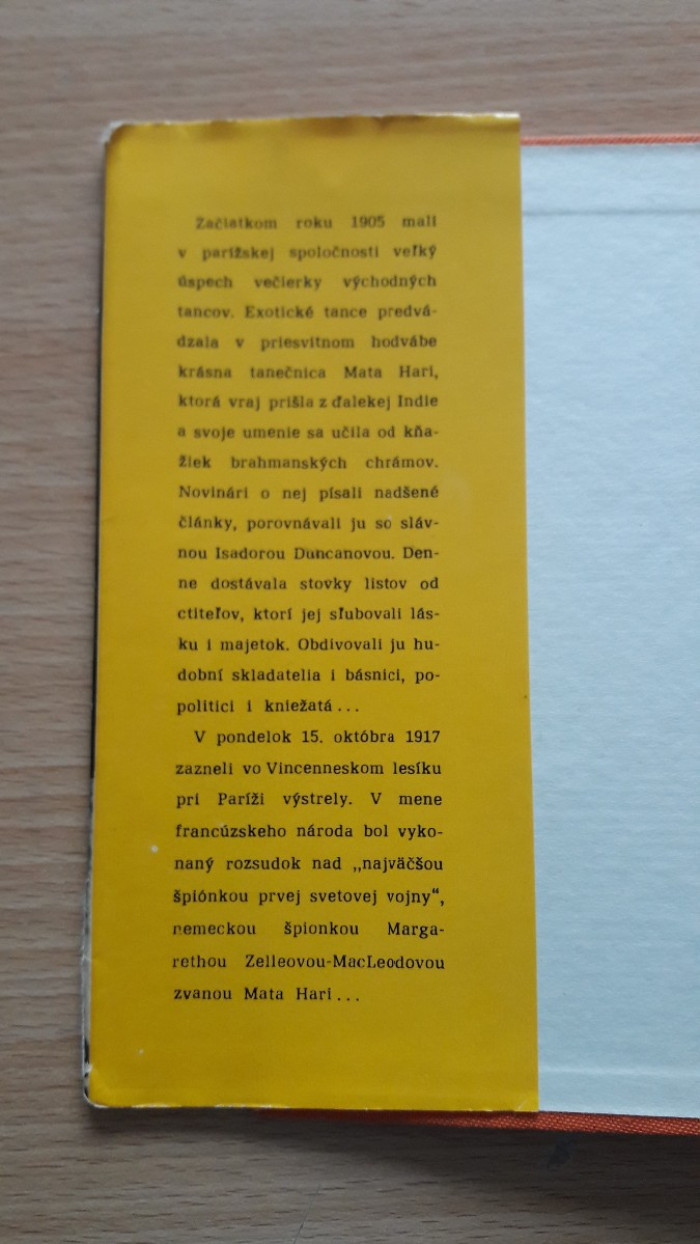 Začiatkom roku 1905 mali
v parížskej spoločnosti veľký
úspech večierky východných
tancov. Exotické tance predvá-
dzala v priesvitnom hodvábe
krásna tanečnica Mata Hari,
ktorá vraj prišla z ďalekej Indie
a svoje umenie sa učila od kňa-
žiek brahmanských chrámov.
Novinári o nej písali nadšené
články, porovnávali ju so sláv-
nou Isadorou Duncanovou. Den-
ne dostávala stovky listov od
ctiteľov, ktorí jej sľubovali lás-
ku i majetok. Obdivovali ju hu-
dobní skladatelia i básnici, po-
politici i kniežatá...
V pondelok 15. októbra 1917
zazneli vo Vincenneskom lesíku
pri Paríži výstrely. V mene
francúzskeho národa bol vyko-
naný rozsudok nad „najväčšou
špiónkou prvej svetovej vojny“,
nemeckou špionkou Marga-
rethou Zelleovou-MacLeodovou
zvanou Mata Hari...